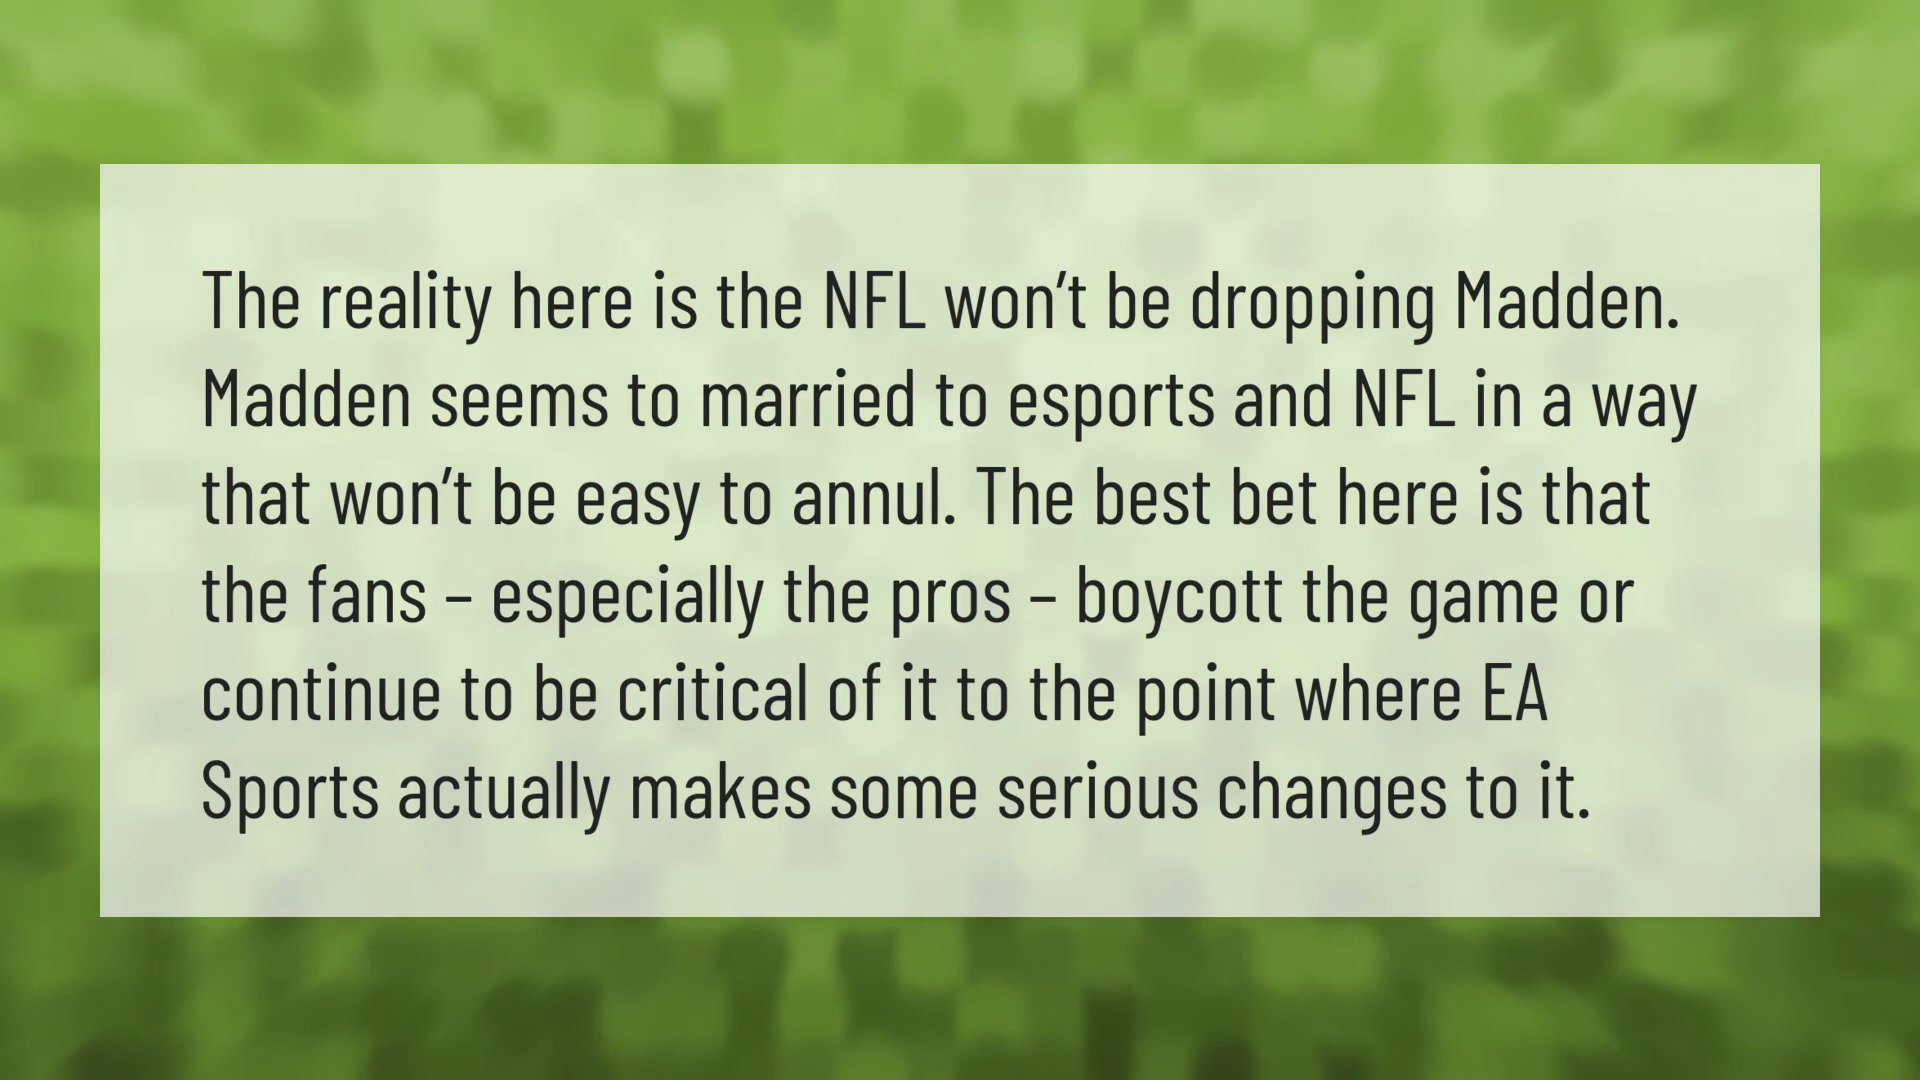 The reality here is the NFL won’t be dropping Madden.
Madden seems to married to esports and NFL in a way
that won’t be easy to annul. The best bet here is that
the fans – especially the pros – boycott the game or
continue to be critical of it to the point where EA
Sports actually makes some serious changes to it.